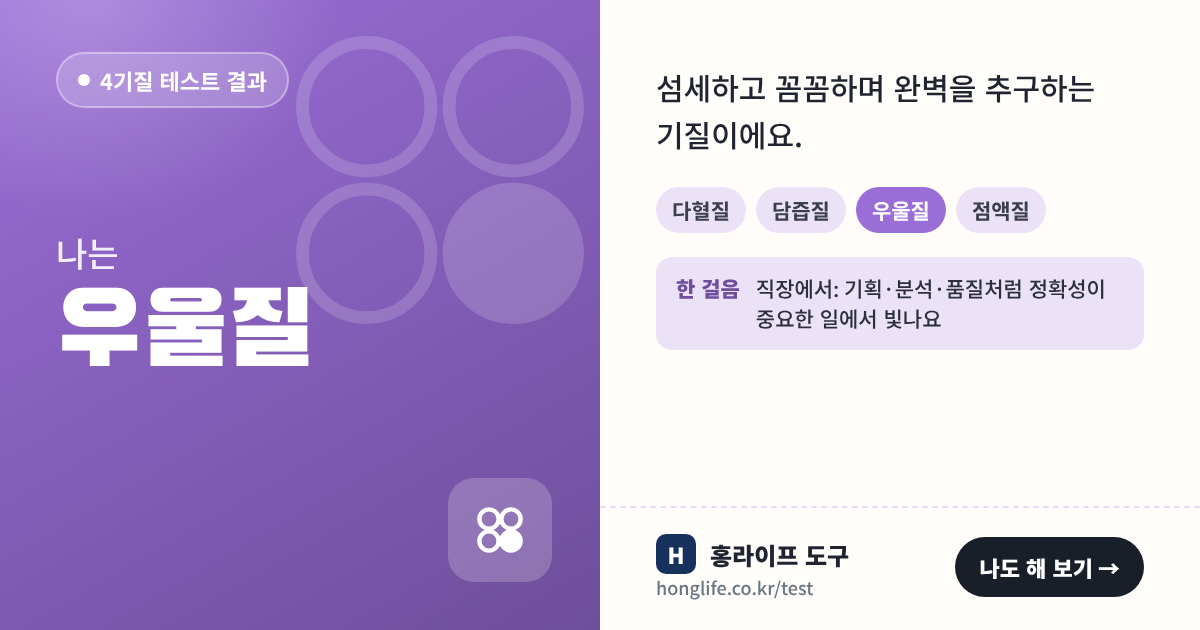 4기질 테스트 결과
나는
우울질
섬세하고 꼼꼼하며 완벽을 추구하는
기질이에요.
다혈질 담즙질 우울질 점액질
한 걸음 직장에서: 기획·분석·품질처럼 정확성이
중요한 일에서 빛나요
H 홍라이프 도구
honglife.co.kr/test
나도 해 보기 →